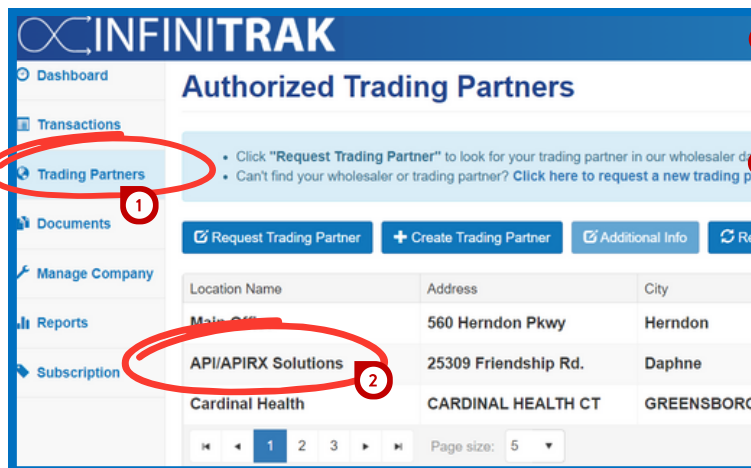 INFINITRAK
Dashboard
Authorized Trading Partners
Transactions
Click "Request Trading Partner" to look for your trading partner in our wholesaler
Trading Partners
Can't find your wholesaler or trading partner? Click here to request a new trading
1
Documents
Request Trading Partner
Create Trading Partner
Additional Info
Manage Company
Location Name Address City
Reports
Main 560 Herndon Pkwy Herndon
API/APIRX Solutions 25309 Friendship Rd. Daphne
Subscription
2
Cardinal Health CARDINAL HEALTH CT GREENSBORO
1 2 3 Page size: 5